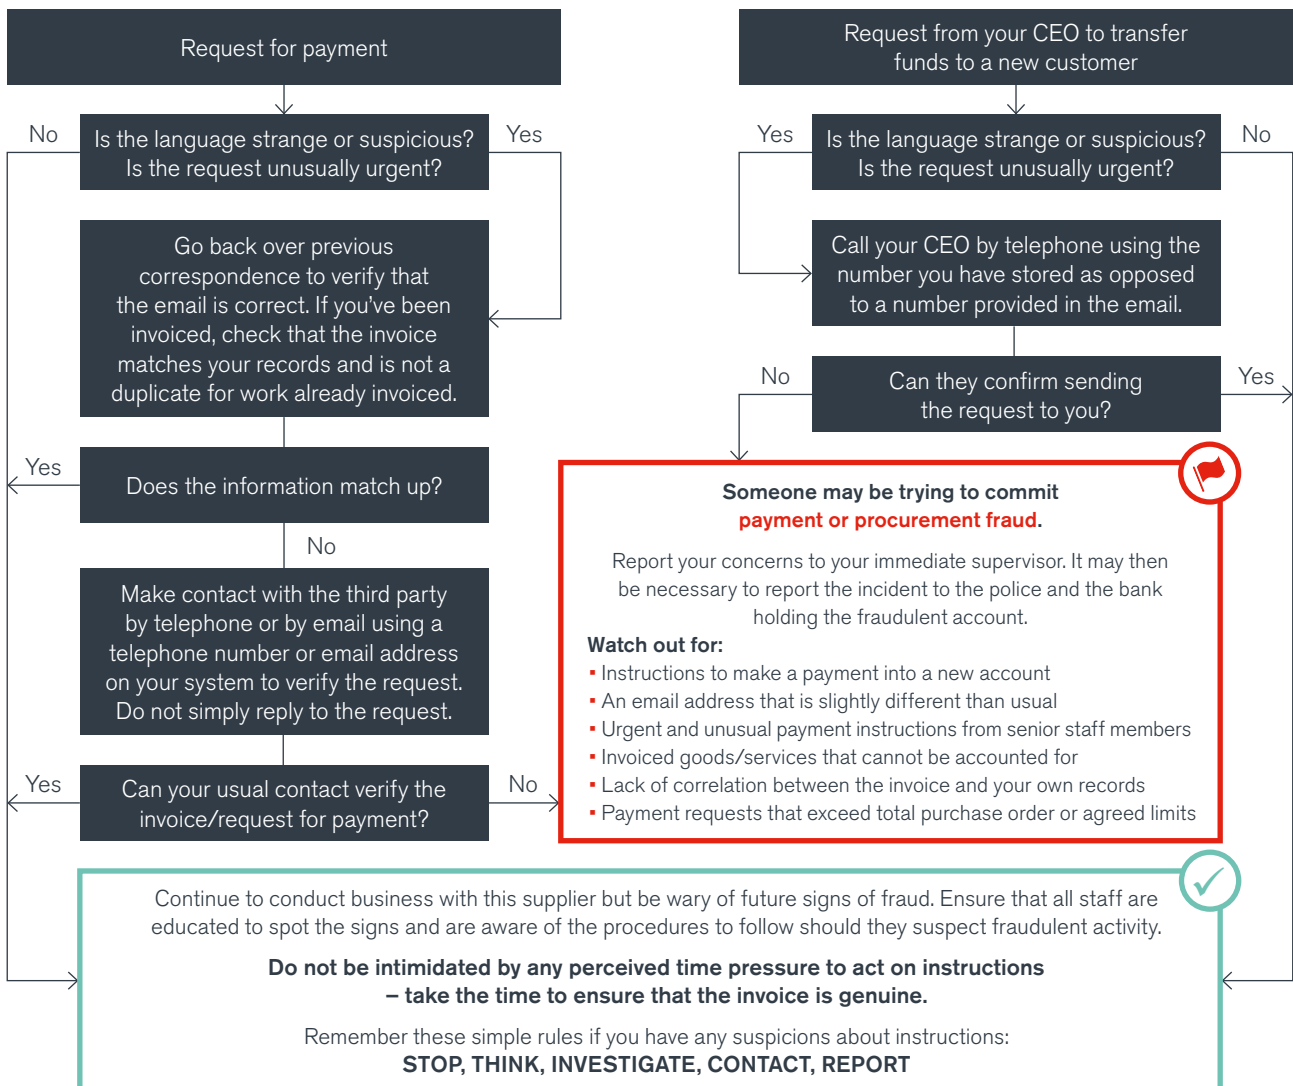 Request for payment
No
Is the language strange or suspicious?
Is the request unusually urgent?
Yes
Go back over previous
correspondence to verify that
the email is correct. If you've been
invoiced, check that the invoice
matches your records and is not a
duplicate for work already invoiced.
Yes
Does the information match up?
No
Make contact with the third party
by telephone or by email using a
telephone number or email address
on your system to verify the request.
Do not simply reply to the request.
Yes
Can your usual contact verify the
invoice/request for payment?
No
Request from your CEO to transfer
funds to a new customer
Yes
Is the language strange or suspicious?
Is the request unusually urgent?
No
Call your CEO by telephone using the
number you have stored as opposed
to a number provided in the email.
No
Can they confirm sending
the request to you?
Yes
Someone may be trying to commit
payment or procurement fraud.
Report your concerns to your immediate supervisor. It may then
be necessary to report the incident to the police and the bank
holding the fraudulent account.
Watch out for:
▪ Instructions to make a payment into a new account
▪ An email address that is slightly different than usual
▪ Urgent and unusual payment instructions from senior staff members
▪ Invoiced goods/services that cannot be accounted for
▪ Lack of correlation between the invoice and your own records
▪ Payment requests that exceed total purchase order or agreed limits
Continue to conduct business with this supplier but be wary of future signs of fraud. Ensure that all staff are
educated to spot the signs and are aware of the procedures to follow should they suspect fraudulent activity.
Do not be intimidated by any perceived time pressure to act on instructions
– take the time to ensure that the invoice is genuine.
Remember these simple rules if you have any suspicions about instructions:
STOP, THINK, INVESTIGATE, CONTACT, REPORT